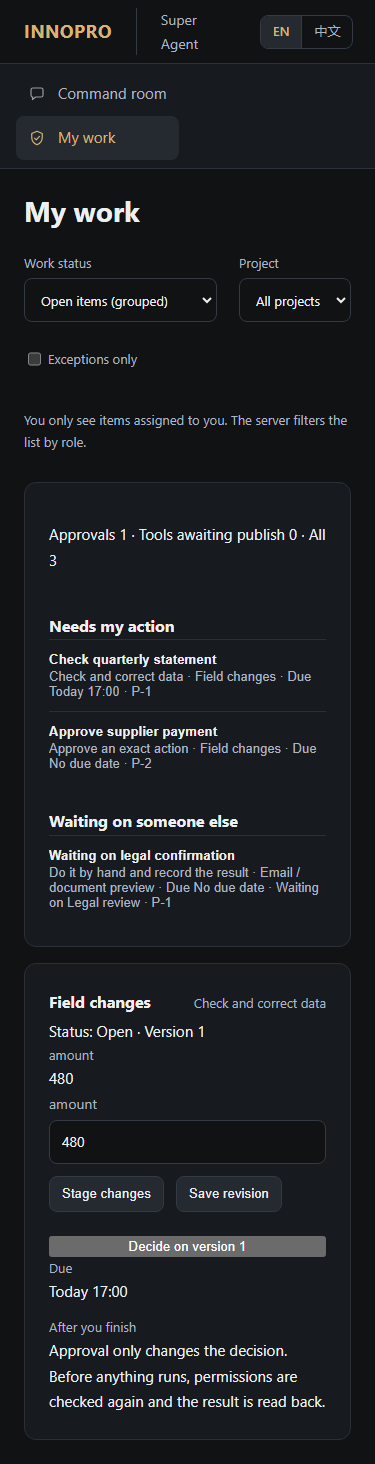 INNOPRO
Super
Agent
EN
中文
Command room
My work
My work
Work status
Project
Open items (grouped)
All projects
Exceptions only
You only see items assigned to you. The server filters the
list by role.
Approvals 1 · Tools awaiting publish 0 · All
3
Needs my action
Check quarterly statement
Check and correct data · Field changes · Due
Today 17:00 · P-1
Approve supplier payment
Approve an exact action · Field changes · Due
No due date · P-2
Waiting on someone else
Waiting on legal confirmation
Do it by hand and record the result · Email /
document preview · Due No due date · Waiting
on Legal review · P-1
Field changes
Check and correct data
Status: Open · Version 1
amount
480
amount
480
Stage changes
Save revision
Decide on version 1
Due
Today 17:00
After you finish
Approval only changes the decision.
Before anything runs, permissions are
checked again and the result is read back.